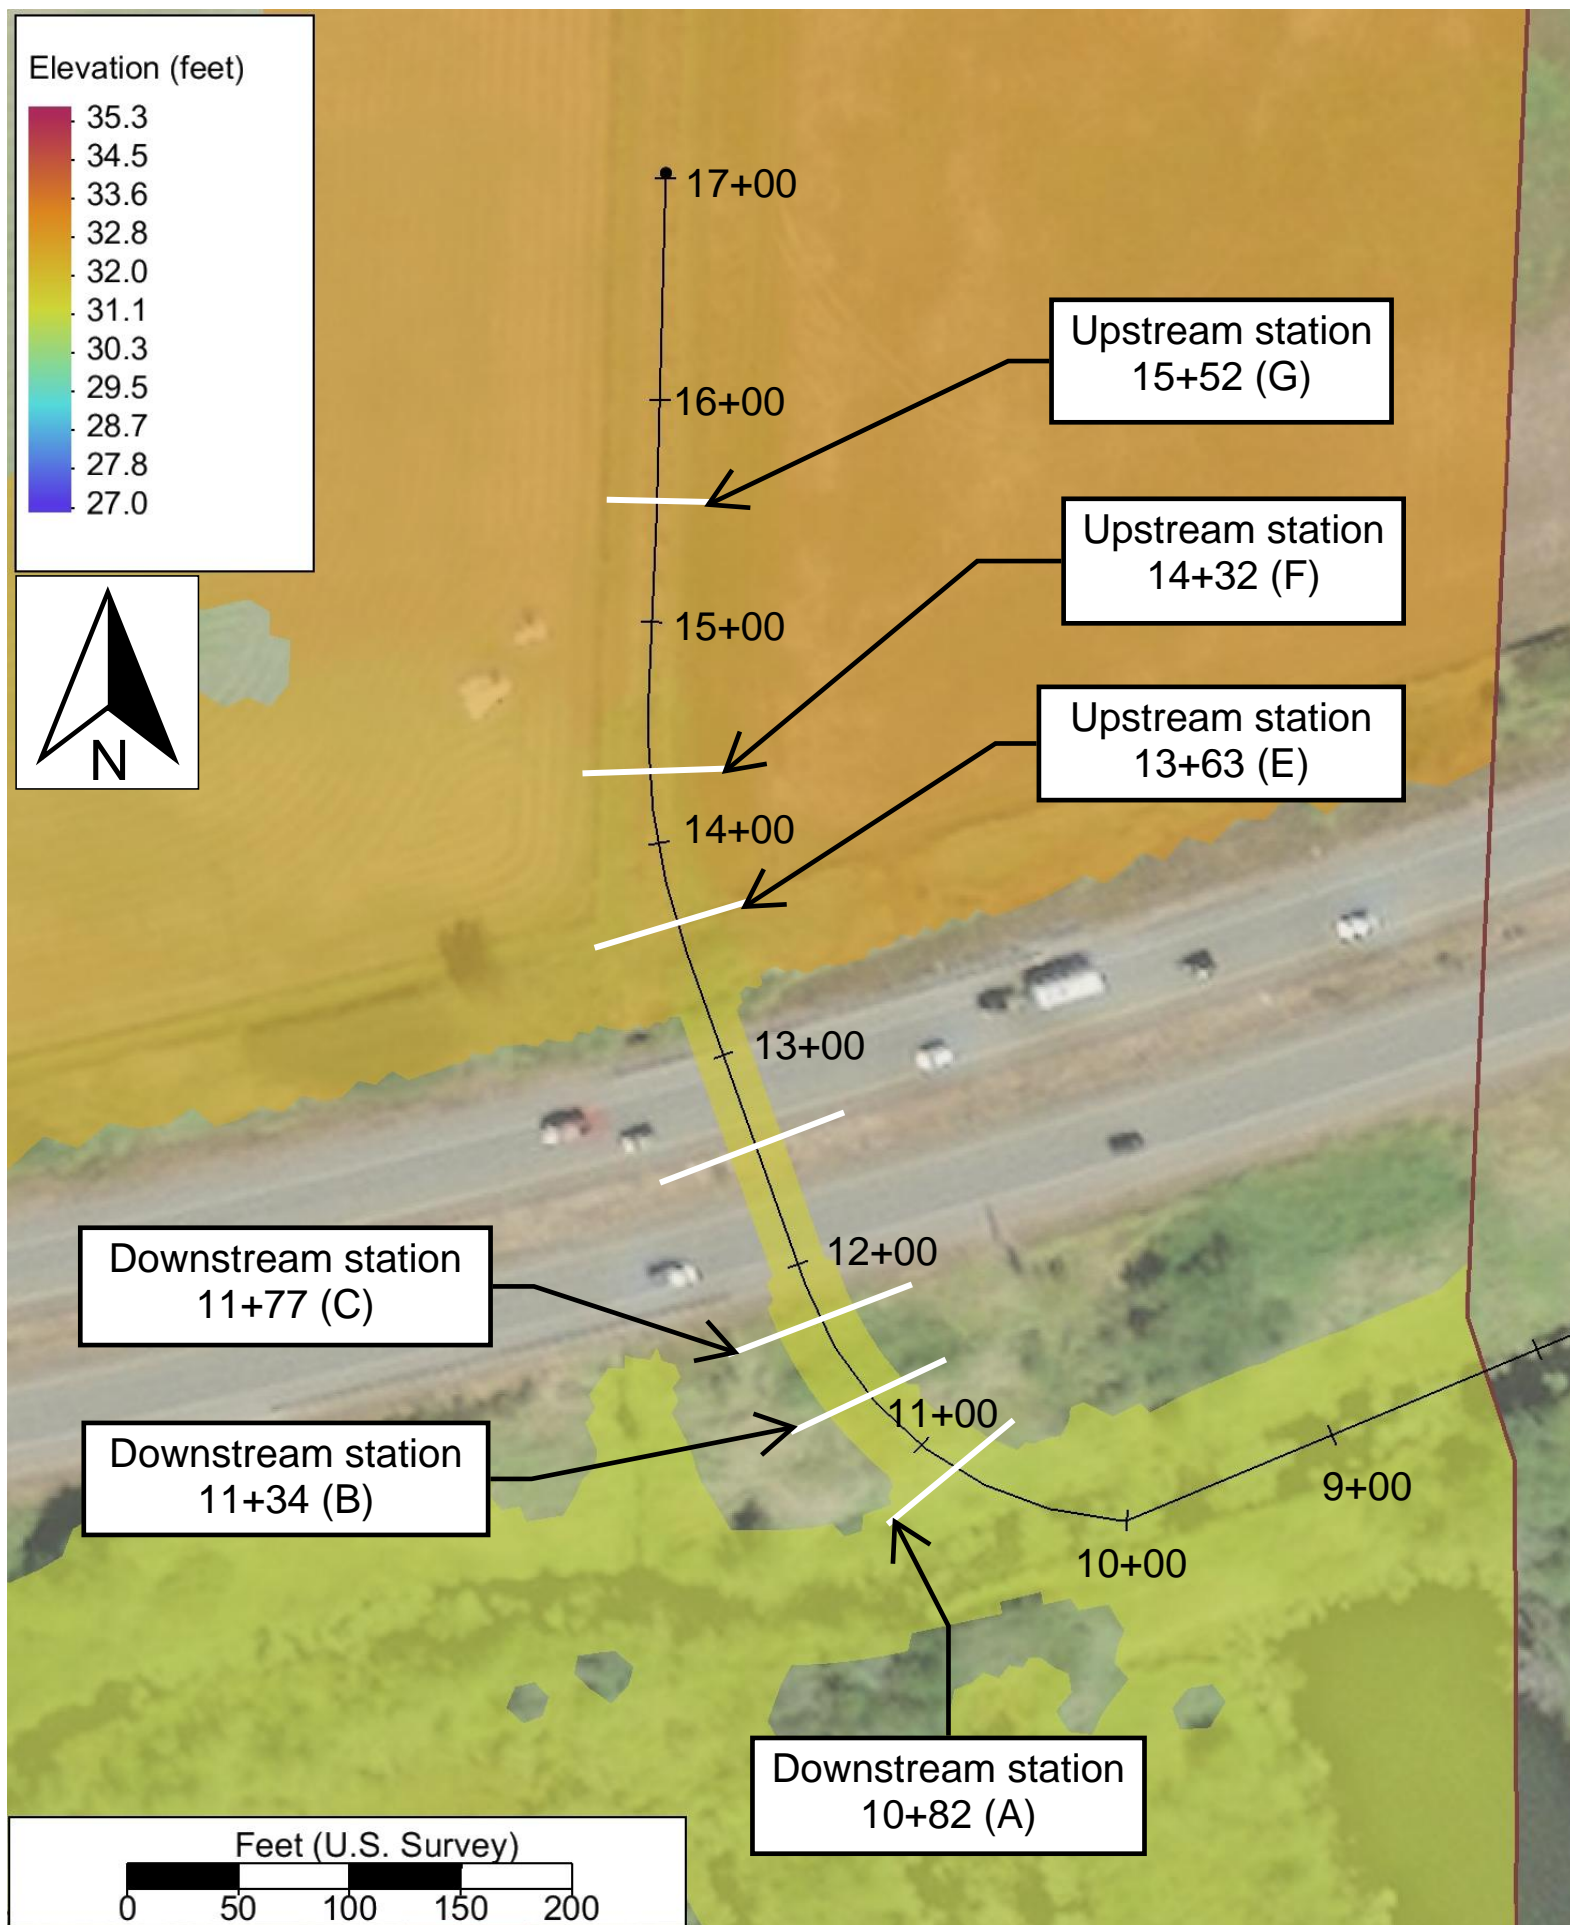 Elevation (feet)
35.3
34.5
33.6
32.8
32.0
31.1
30.3
29.5
28.7
27.8
27.0
N
17+00
16+00
15+00
14+00
13+00
12+00
11+00
10+00
9+00
Upstream station
15+52 (G)
Upstream station
14+32 (F)
Upstream station
13+63 (E)
Downstream station
11+77 (C)
Downstream station
11+34 (B)
Downstream station
10+82 (A)
Feet (U.S. Survey)
0 50 100 150 200